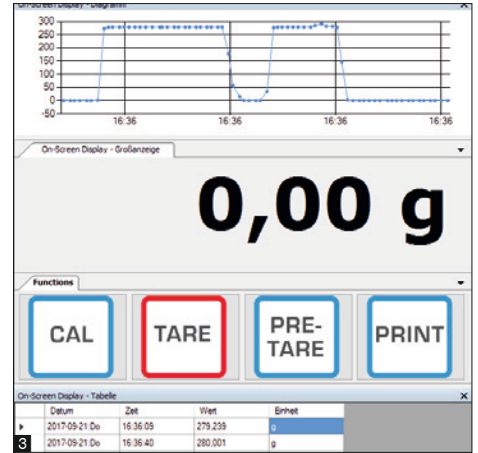 On-Screen Display - Diagramm
300
250
200
150
100
50
0
-50
16:36 16:36 16:36 16:36
On-Screen Display - Großanzeige
0,00 g
Functions
CAL TARE PRE-TARE PRINT
On-Screen Display - Tabelle
Datum Zeit Wert Einheit
2017-09-21:Do 16:36:09 279,239 g
3 2017-09-21:Do 16:36:40 280,001 g